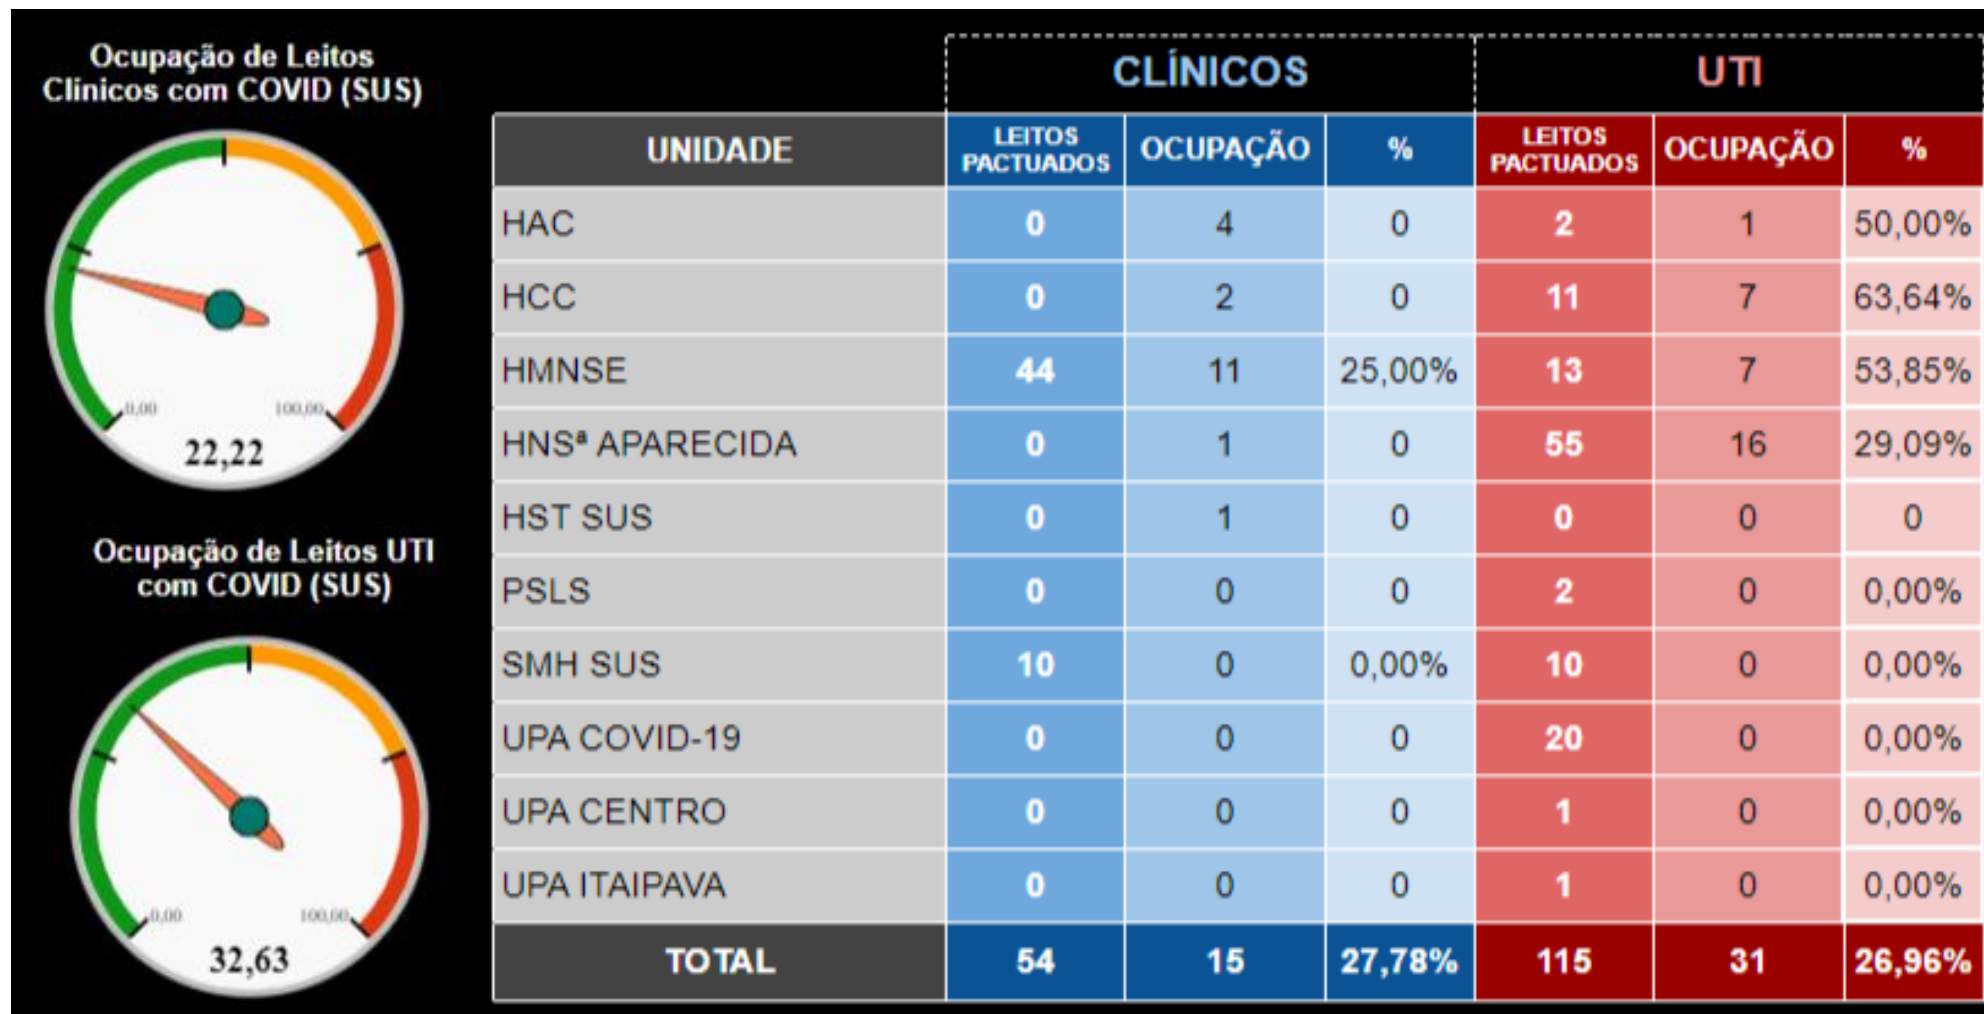 Ocupação de Leitos
Clínicos com COVID (SUS)
0,00 100,00
22,22
Ocupação de Leitos UTI
com COVID (SUS)
0,00 100,00
32,63
CLÍNICOS UTI
UNIDADE LEITOS PACTUADOS OCUPAÇÃO % LEITOS PACTUADOS OCUPAÇÃO %
HAC 0 4 0 2 1 50,00%
HCC 0 2 0 11 7 63,64%
HMNSE 44 11 25,00% 13 7 53,85%
HNSª APARECIDA 0 1 0 55 16 29,09%
HST SUS 0 1 0 0 0 0
PSLS 0 0 0 2 0 0,00%
SMH SUS 10 0 0,00% 10 0 0,00%
UPA COVID-19 0 0 0 20 0 0,00%
UPA CENTRO 0 0 0 1 0 0,00%
UPA ITAIPAVA 0 0 0 1 0 0,00%
TOTAL 54 15 27,78% 115 31 26,96%